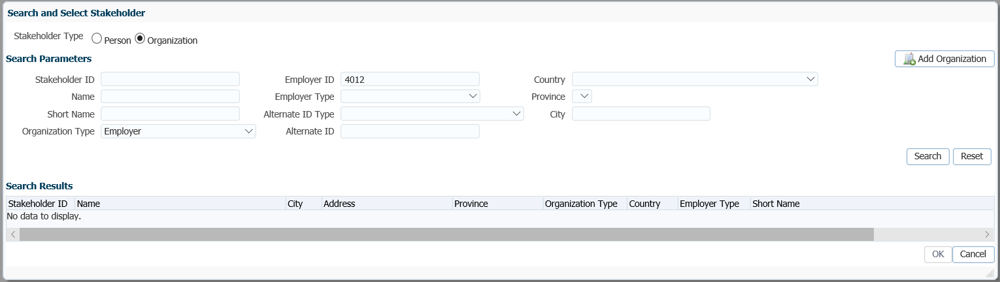 Search and Select Stakeholder
Stakeholder Type Person Organization
Search Parameters Add Organization
Stakeholder ID Employer ID 4012 Country
Name Employer Type Province
Short Name Alternate ID Type City
Organization Type Employer Alternate ID
Search Reset
Search Results
Stakeholder ID Name City Address Province Organization Type Country Employer Type Short Name
No data to display.
OK Cancel